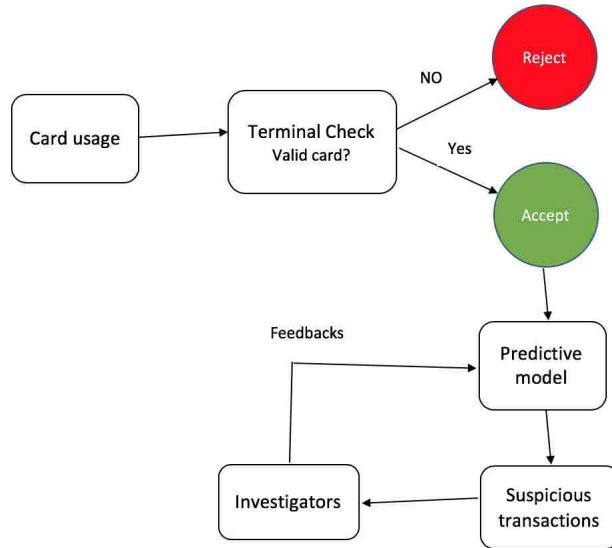 Reject
NO
Card usage
Terminal Check
Valid card?
Yes
Accept
Feedbacks
Predictive
model
Investigators
Suspicious
transactions